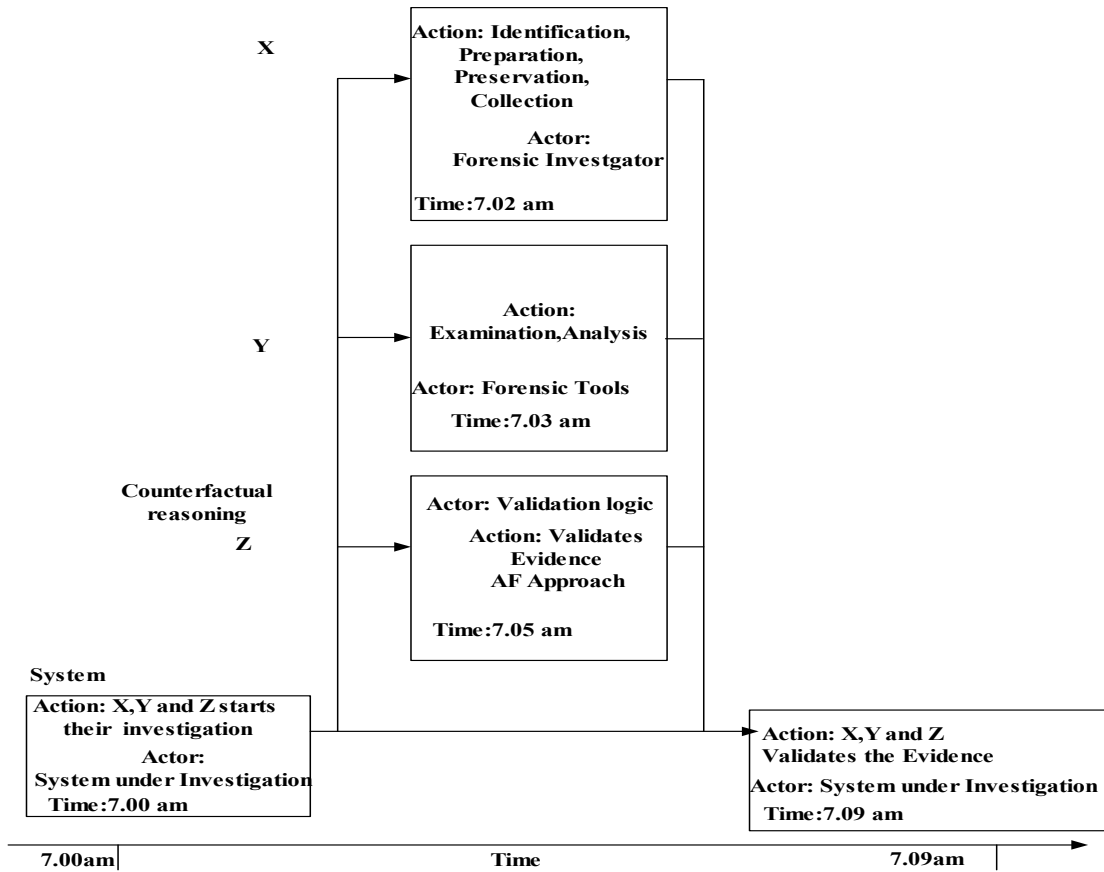 X
Action: Identification,
Preparation,
Preservation,
Collection
Actor:
Forensic Investgator
Time:7.02 am
Y
Action:
Examination,Analysis
Actor: Forensic Tools
Time:7.03 am
Counterfactual
reasoning
Z
Actor: Validation logic
Action: Validates
Evidence
AF Approach
Time:7.05 am
System
Action: X,Y and Z starts
their investigation
Actor:
System under Investigation
Time:7.00 am
Action: X,Y and Z
Validates the Evidence
Actor: System under Investigation
Time:7.09 am
7.00am
Time
7.09am